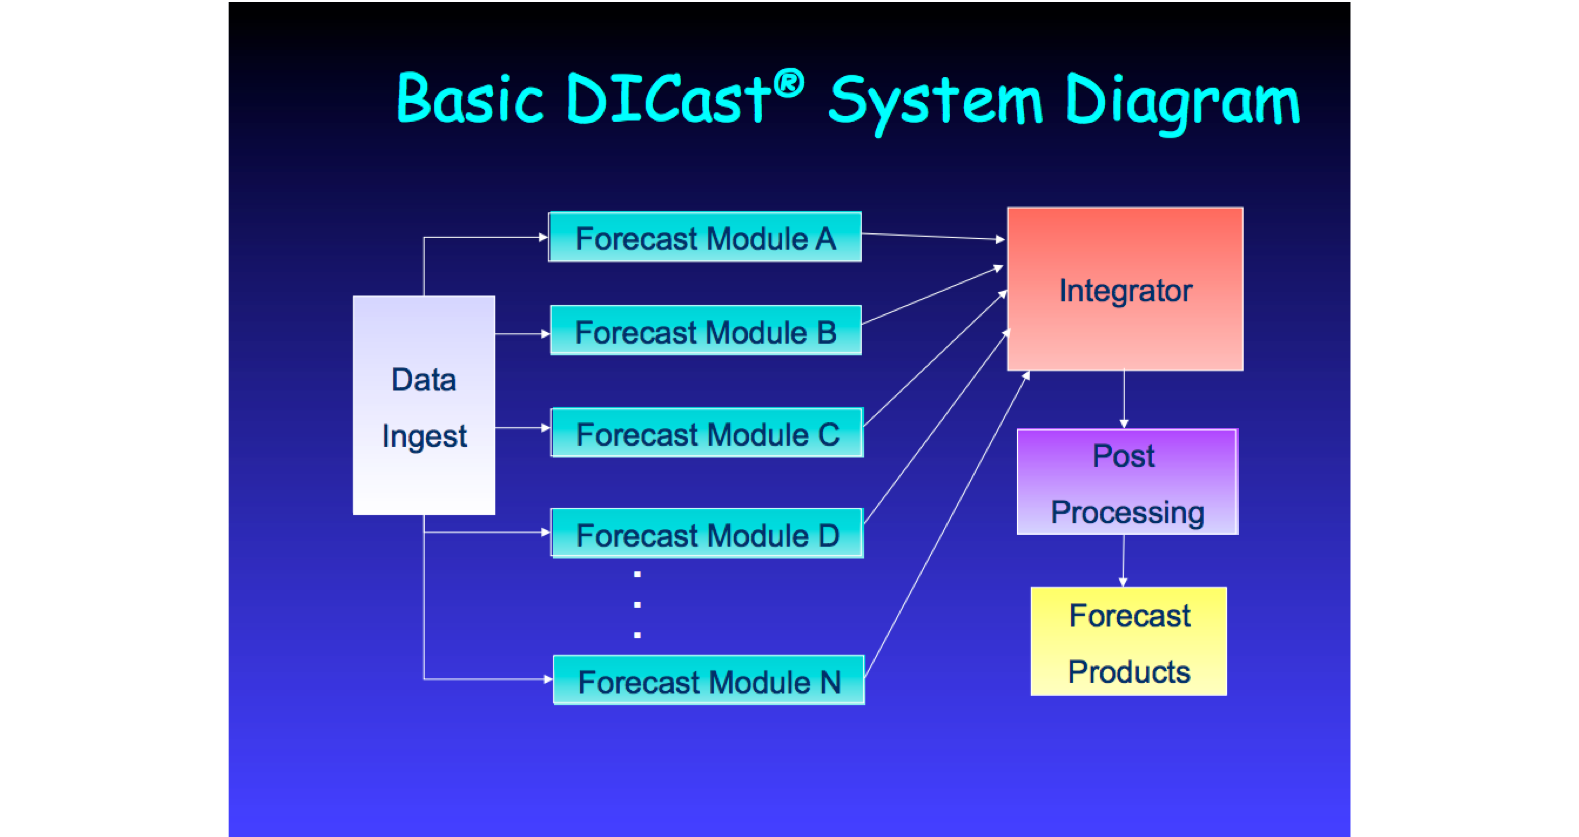 Basic DICast® System Diagram
Forecast Module A
Forecast Module B
Forecast Module C
Forecast Module D
Forecast Module N
Data
Ingest
Integrator
Post
Processing
Forecast
Products